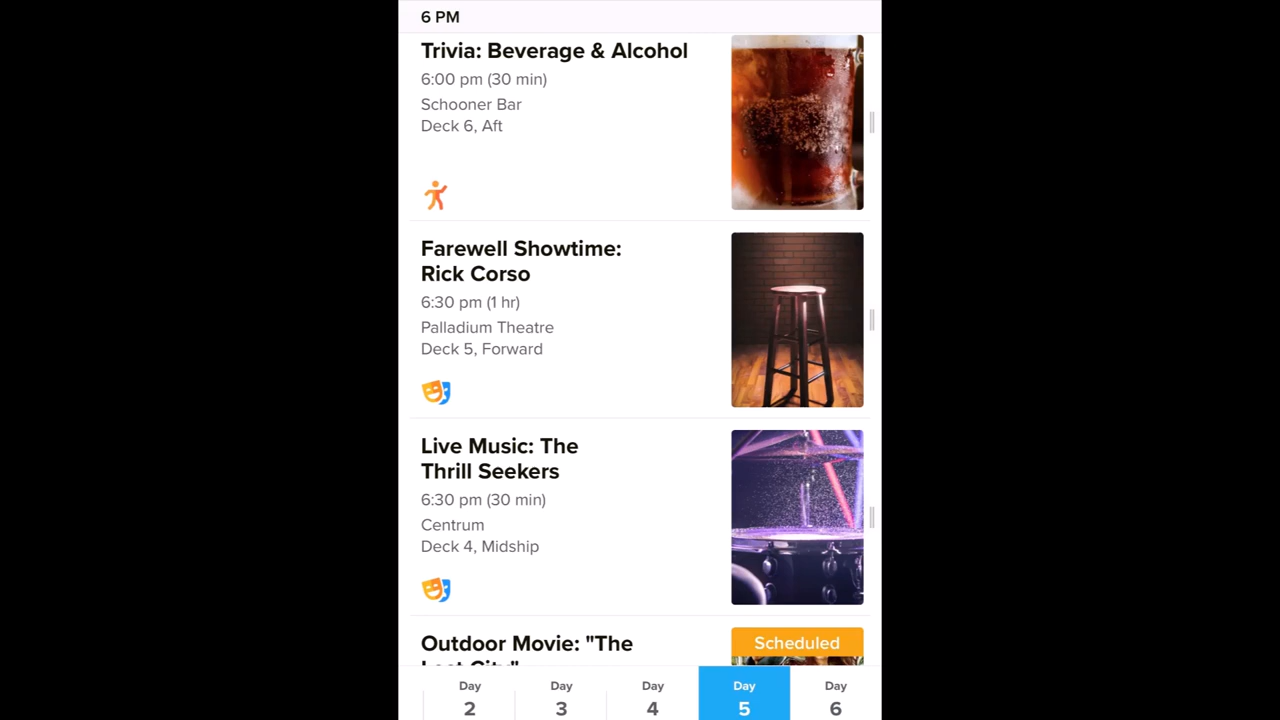 6 PM
Trivia: Beverage & Alcohol
6:00 pm (30 min)
Schooner Bar
Deck 6, Aft
Farewell Showtime:
Rick Corso
6:30 pm (1 hr)
Palladium Theatre
Deck 5, Forward
Live Music: The
Thrill Seekers
6:30 pm (30 min)
Centrum
Deck 4, Midship
Outdoor Movie: "The
Lost City"
Scheduled
Day
2
Day
3
Day
4
Day
5
Day
6